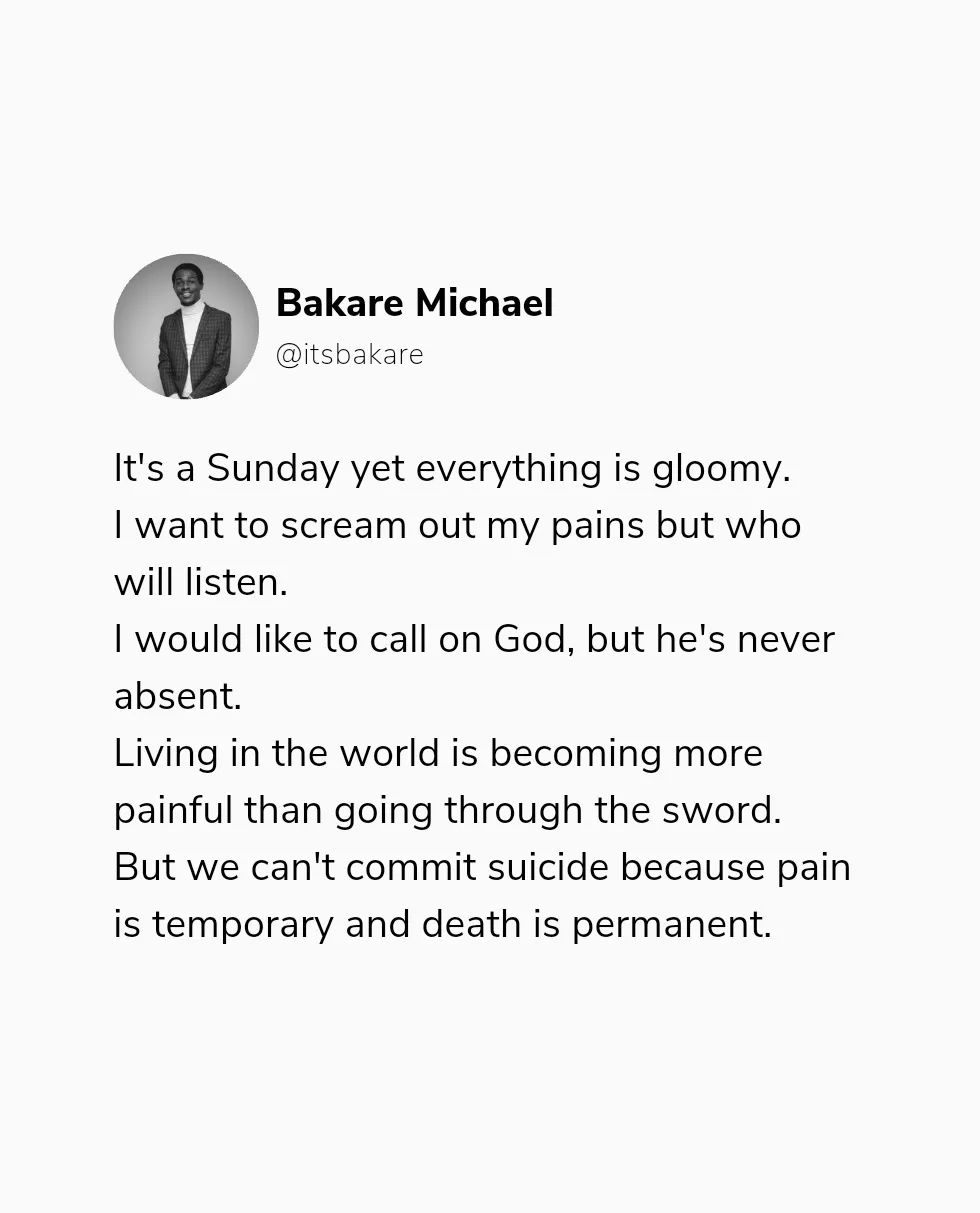 Bakare Michael
@itsbakare
It's a Sunday yet everything is gloomy.
I want to scream out my pains but who
will listen.
I would like to call on God, but he's never
absent.
Living in the world is becoming more
painful than going through the sword.
But we can't commit suicide because pain
is temporary and death is permanent.